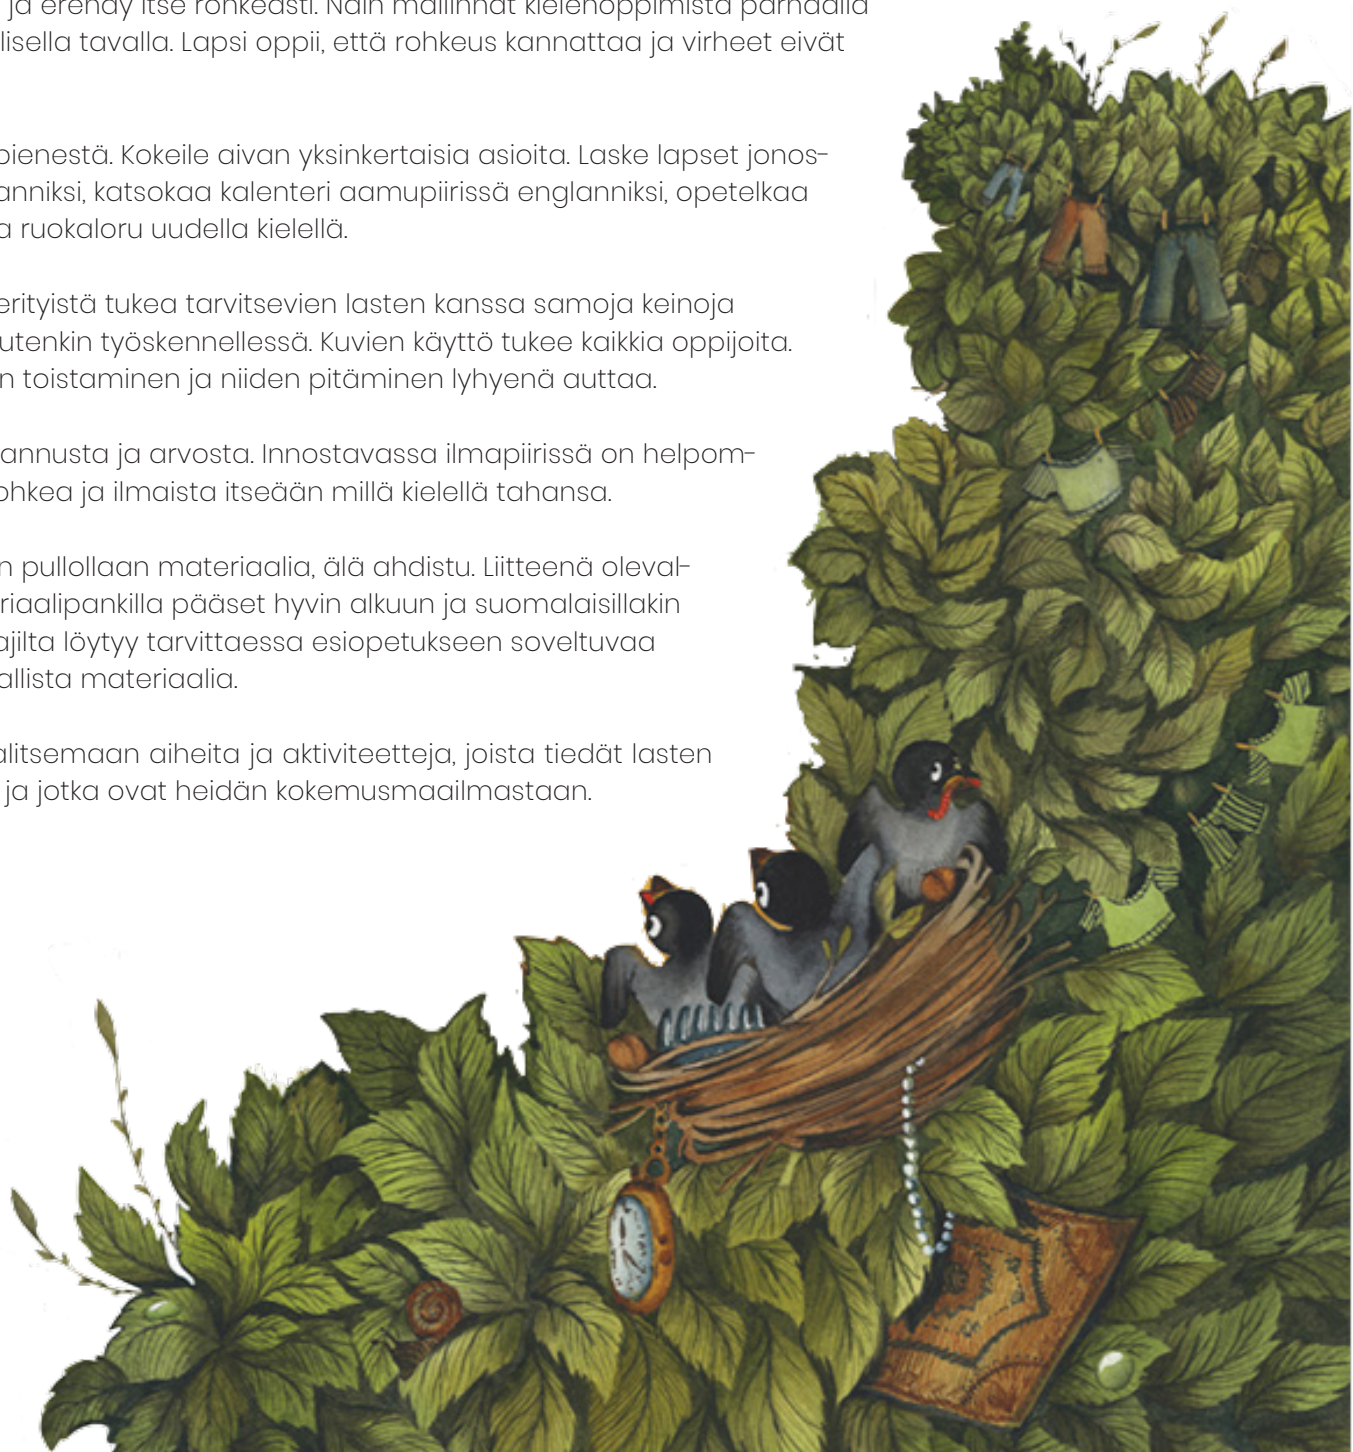 ja erehdy itse rohkeasti. Näin mallinnat kielenoppimista parhaalla
lisella tavalla. Lapsi oppii, että rohkeus kannattaa ja virheet eivät
pienestä. Kokeile aivan yksinkertaisia asioita. Laske lapset jonos-
anniksi, katsokaa kalenteri aamupiirissä englanniksi, opetelkaa
a ruokaloru uudella kielellä.
erityistä tukea tarvitsevien lasten kanssa samoja keinoja
utenkin työskennellessä. Kuvien käyttö tukee kaikkia oppijoita.
n toistaminen ja niiden pitäminen lyhyenä auttaa.
annusta ja arvosta. Innostavassa ilmapiirissä on helpom-
ohkea ja ilmaista itseään millä kielellä tahansa.
n pullollaan materiaalia, älä ahdistu. Liitteenä oleval-
riaalipankilla pääset hyvin alkuun ja suomalaisillakin
ajilta löytyy tarvittaessa esiopetukseen soveltuvaa
allista materiaalia.
alitsemaan aiheita ja aktiviteetteja, joista tiedät lasten
ja jotka ovat heidän kokemusmaailmastaan.